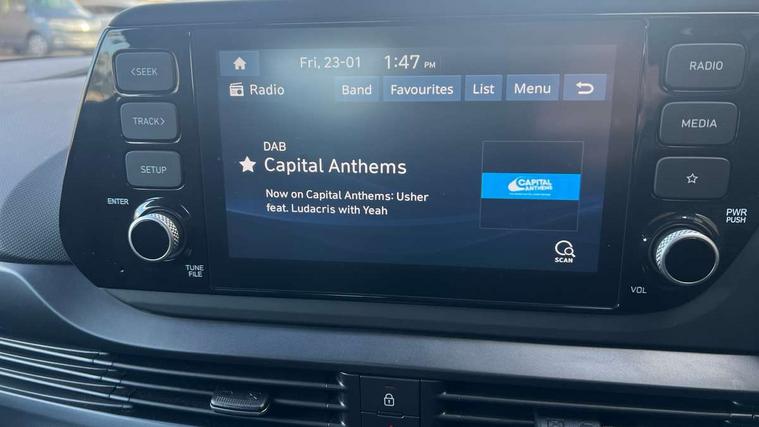 <SEEK
TRACK>
SETUP
ENTER
TUNE
FILE
Fri, 23-01 1:47 PM
Radio Band Favourites List Menu
DAB
Capital Anthems
Now on Capital Anthems: Usher
feat. Ludacris with Yeah
CAPITAL
ANTHEMS
SCAN
RADIO
MEDIA
PWR
PUSH
VOL